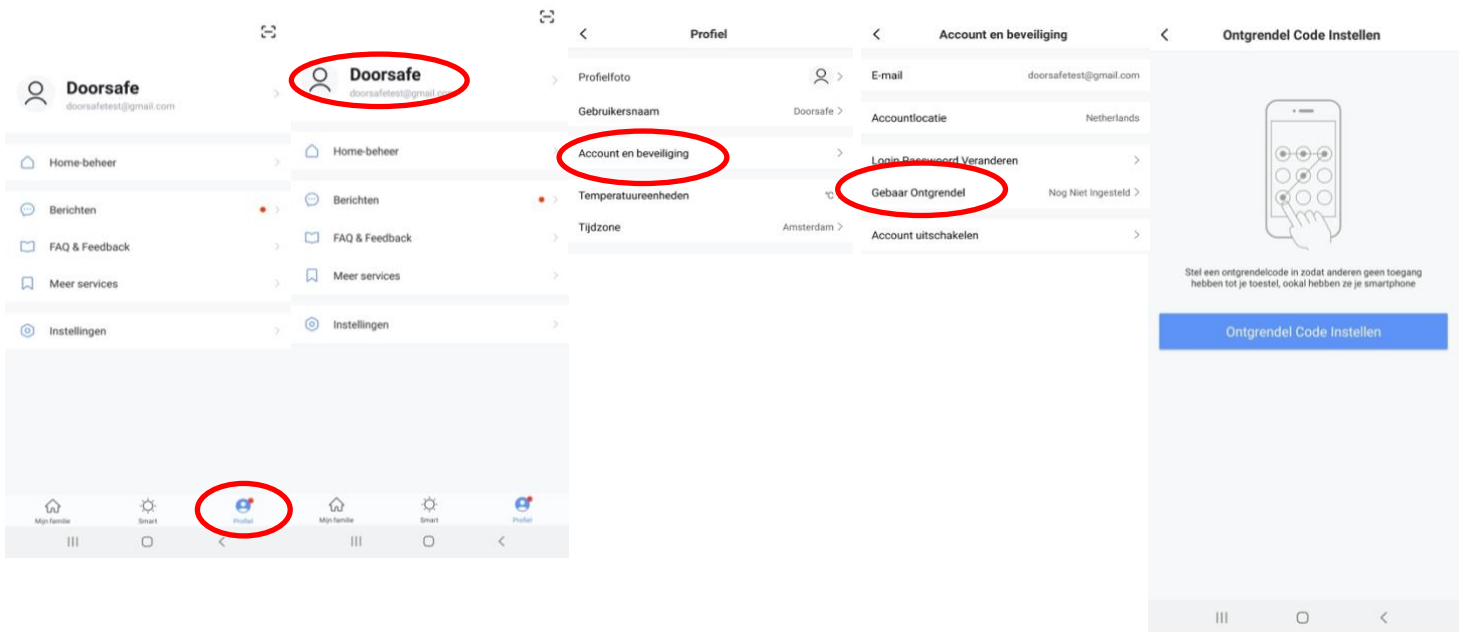 Doorsafe
doorsafetest@gmail.com
Home-beheer
Berichten
FAQ & Feedback
Meer services
Instellingen
Mijn familie
Smart
Profiel
Doorsafe
doorsafetest@gmail.com
Home-beheer
Berichten
FAQ & Feedback
Meer services
Instellingen
Mijn familie
Smart
Profiel
Profiel
Profielfoto
Gebruikersnaam Doorsafe
Account en beveiliging
Temperatuureenheden °C
Tijdzone Amsterdam
Account en beveiliging
E-mail doorsafetest@gmail.com
Accountlocatie Netherlands
Login Passwoord Veranderen
Gebaar Ontgrendel Nog Niet Ingesteld
Account uitschakelen
Ontgrendel Code Instellen
Stel een ontgrendelcode in zodat anderen geen toegang
hebben tot je toestel, ookal hebben ze je smartphone
Ontgrendel Code Instellen